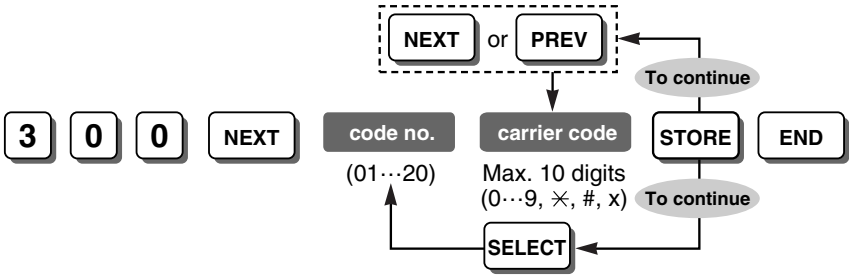 NEXT or PREV
To continue
3 0 0 NEXT code no. carrier code STORE END
(01···20) Max. 10 digits
(0···9, ✳, #, x) To continue
SELECT